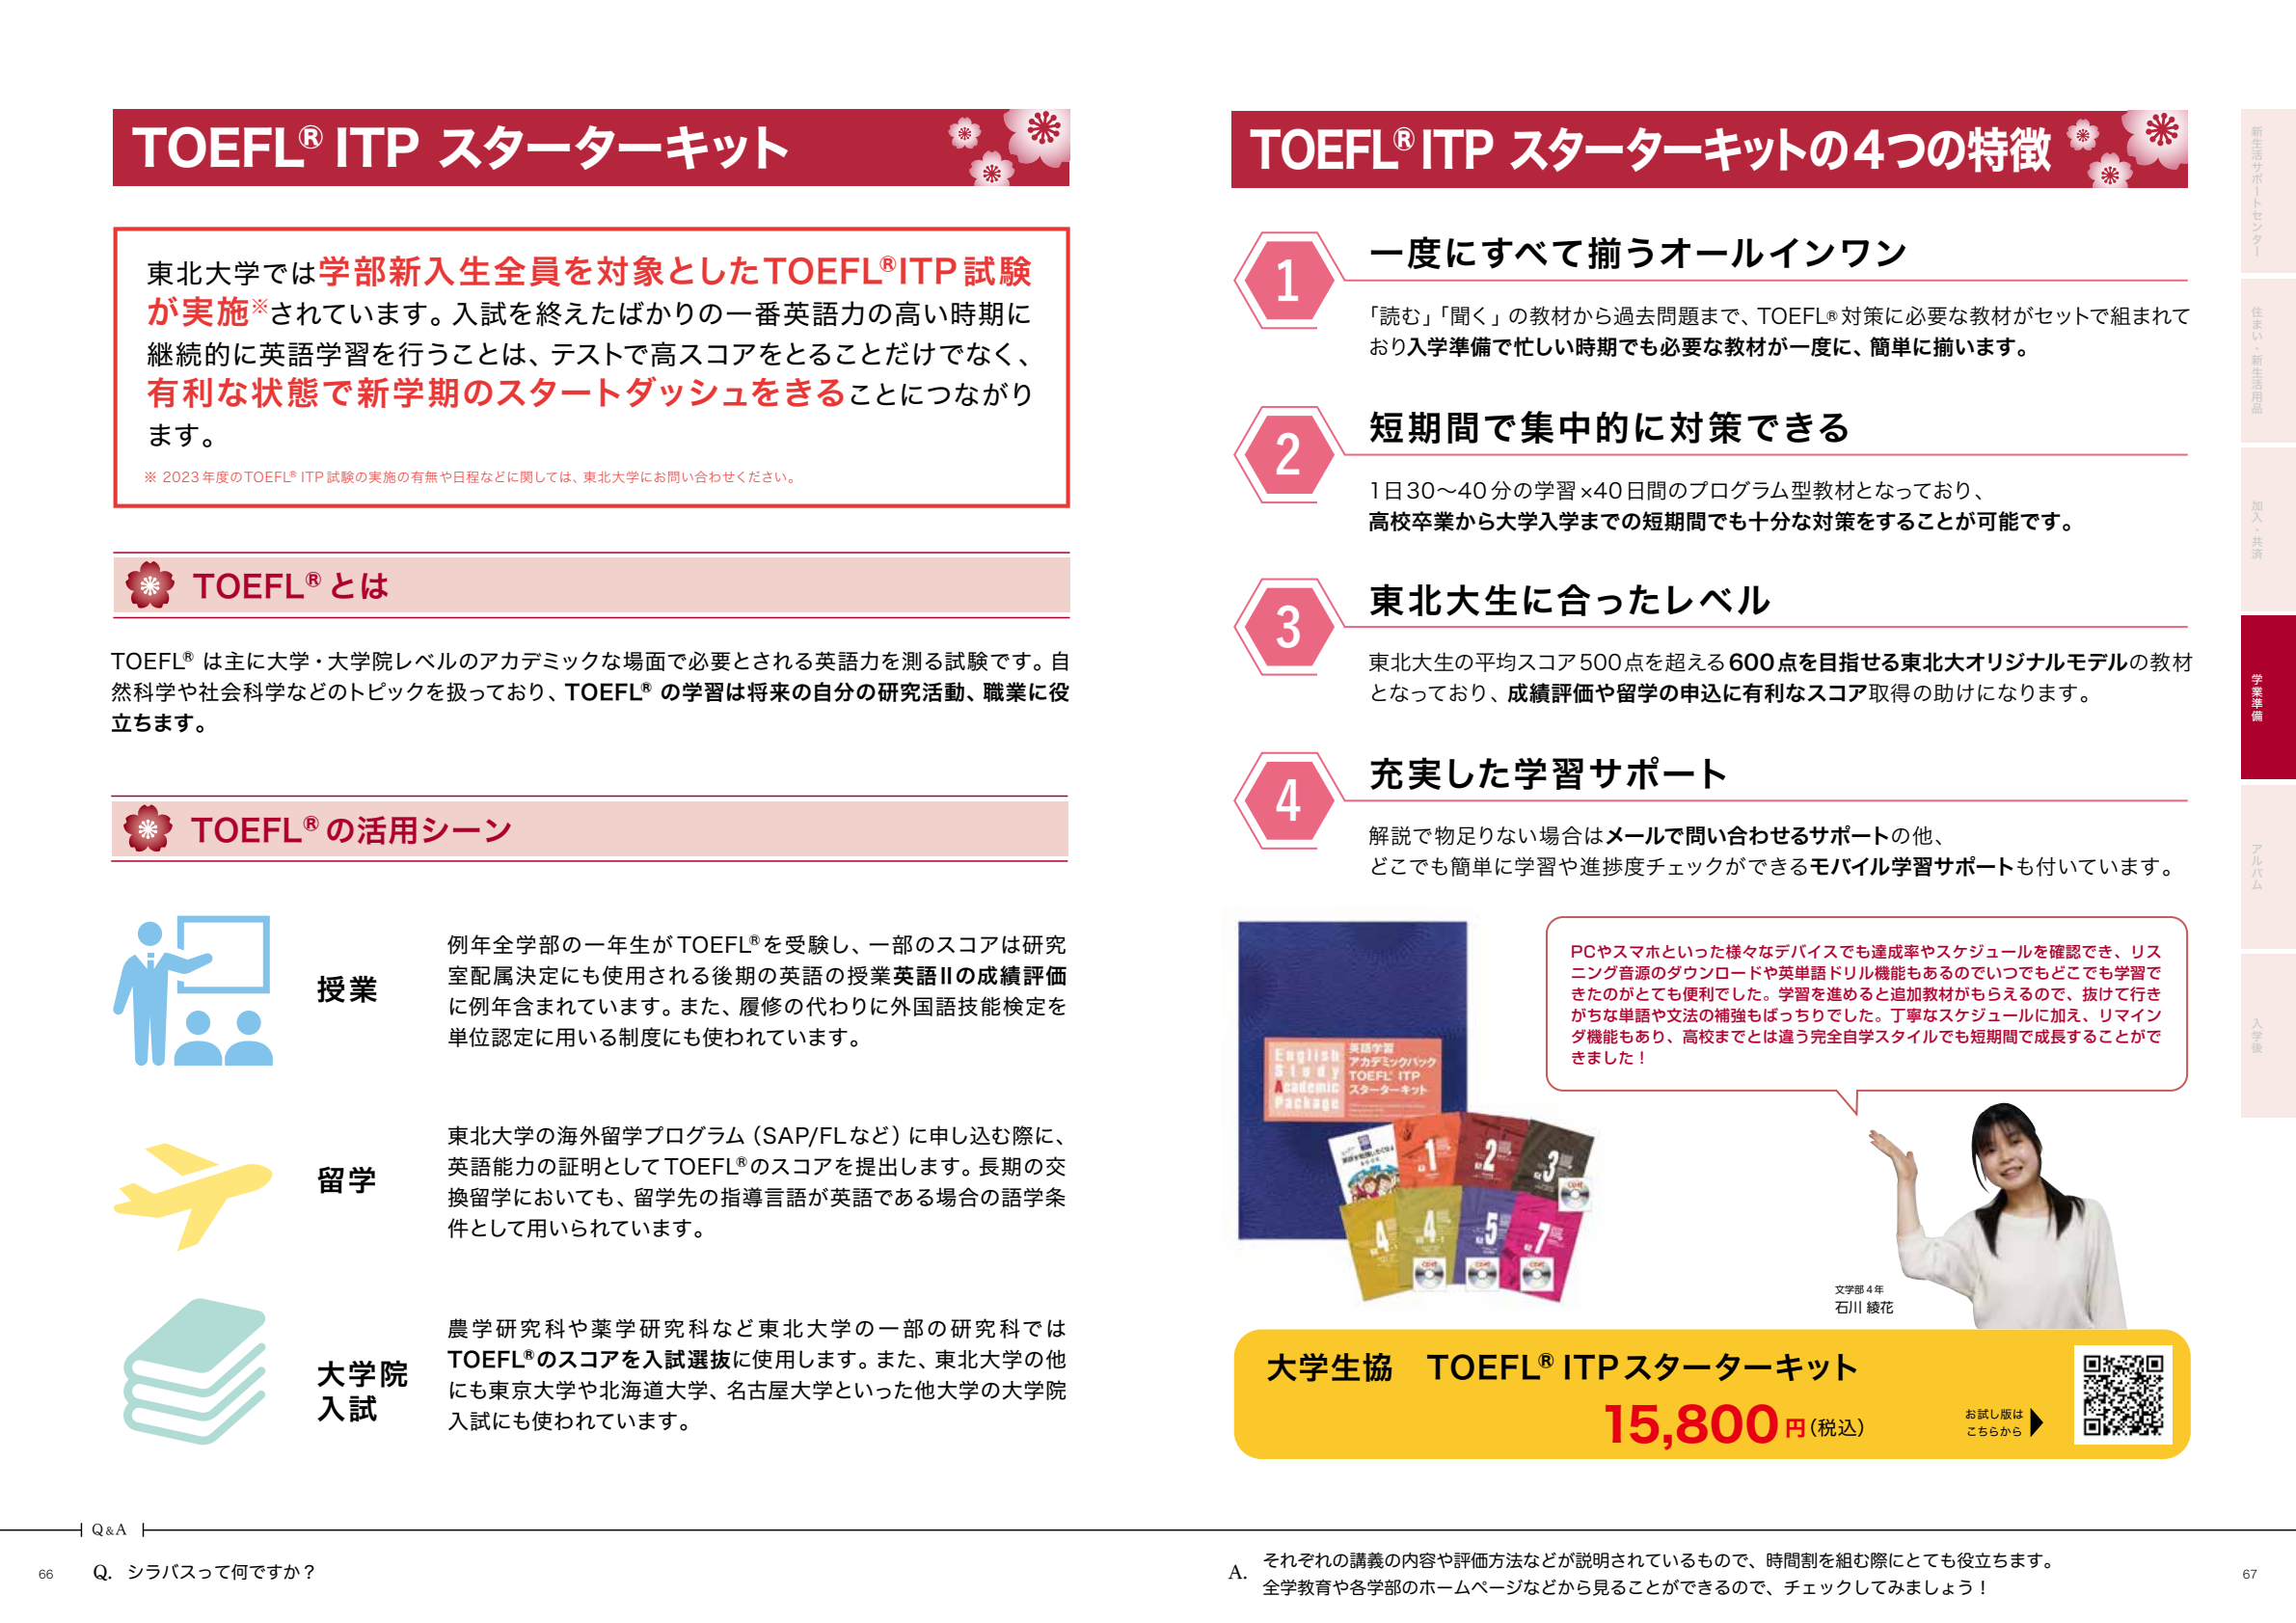 TOEFL® ITP スターターキット
東北大学では学部新入生全員を対象としたTOEFL®ITP試験
が実施※されています。入試を終えたばかりの一番英語力の高い時期に
継続的に英語学習を行うことは、テストで高スコアをとることだけでなく、
有利な状態で新学期のスタートダッシュをきることにつながり
ます。
※ 2023年度のTOEFL® ITP試験の実施の有無や日程などに関しては、東北大学にお問い合わせください。
TOEFL® とは
TOEFL® は主に大学・大学院レベルのアカデミックな場面で必要とされる英語力を測る試験です。自
然科学や社会科学などのトピックを扱っており、TOEFL® の学習は将来の自分の研究活動、職業に役
立ちます。
TOEFL® の活用シーン
授業
例年全学部の一年生がTOEFL®を受験し、一部のスコアは研究
室配属決定にも使用される後期の英語の授業英語IIの成績評価
に例年含まれています。また、履修の代わりに外国語技能検定を
単位認定に用いる制度にも使われています。
留学
東北大学の海外留学プログラム（SAP/FLなど）に申し込む際に、
英語能力の証明としてTOEFL®のスコアを提出します。長期の交
換留学においても、留学先の指導言語が英語である場合の語学条
件として用いられています。
大学院
入試
農学研究科や薬学研究科など東北大学の一部の研究科では
TOEFL®のスコアを入試選抜に使用します。また、東北大学の他
にも東京大学や北海道大学、名古屋大学といった他大学の大学院
入試にも使われています。
TOEFL®ITP スターターキットの4つの特徴
1
一度にすべて揃うオールインワン
「読む」「聞く」の教材から過去問題まで、TOEFL®対策に必要な教材がセットで組まれて
おり入学準備で忙しい時期でも必要な教材が一度に、簡単に揃います。
2
短期間で集中的に対策できる
1日30〜40分の学習×40日間のプログラム型教材となっており、
高校卒業から大学入学までの短期間でも十分な対策をすることが可能です。
3
東北大生に合ったレベル
東北大生の平均スコア500点を超える600点を目指せる東北大オリジナルモデルの教材
となっており、成績評価や留学の申込に有利なスコア取得の助けになります。
4
充実した学習サポート
解説で物足りない場合はメールで問い合わせるサポートの他、
どこでも簡単に学習や進捗度チェックができるモバイル学習サポートも付いています。
English
Study
Academic
Package
英語学習
アカデミックパック
TOEFL ITP
スターターキット
1
2
3
4
4
5
7
PCやスマホといった様々なデバイスでも達成率やスケジュールを確認でき、リス
ニング音源のダウンロードや英単語ドリル機能もあるのでいつでもどこでも学習で
きたのがとても便利でした。学習を進めると追加教材がもらえるので、抜けて行き
がちな単語や文法の補強もばっちりでした。丁寧なスケジュールに加え、リマイン
ダ機能もあり、高校までとは違う完全自学スタイルでも短期間で成長することがで
きました！
文学部4年
石川 綾花
大学生協 TOEFL® ITPスターターキット
15,800円（税込）
お試し版は
こちらから
新生活サポートセンター
住まい・新生活用品
加入・共済
学業準備
アルバム
入学後
Q&A
66
Q. シラバスって何ですか？
A. それぞれの講義の内容や評価方法などが説明されているもので、時間割を組む際にとても役立ちます。
全学教育や各学部のホームページなどから見ることができるので、チェックしてみましょう！
67